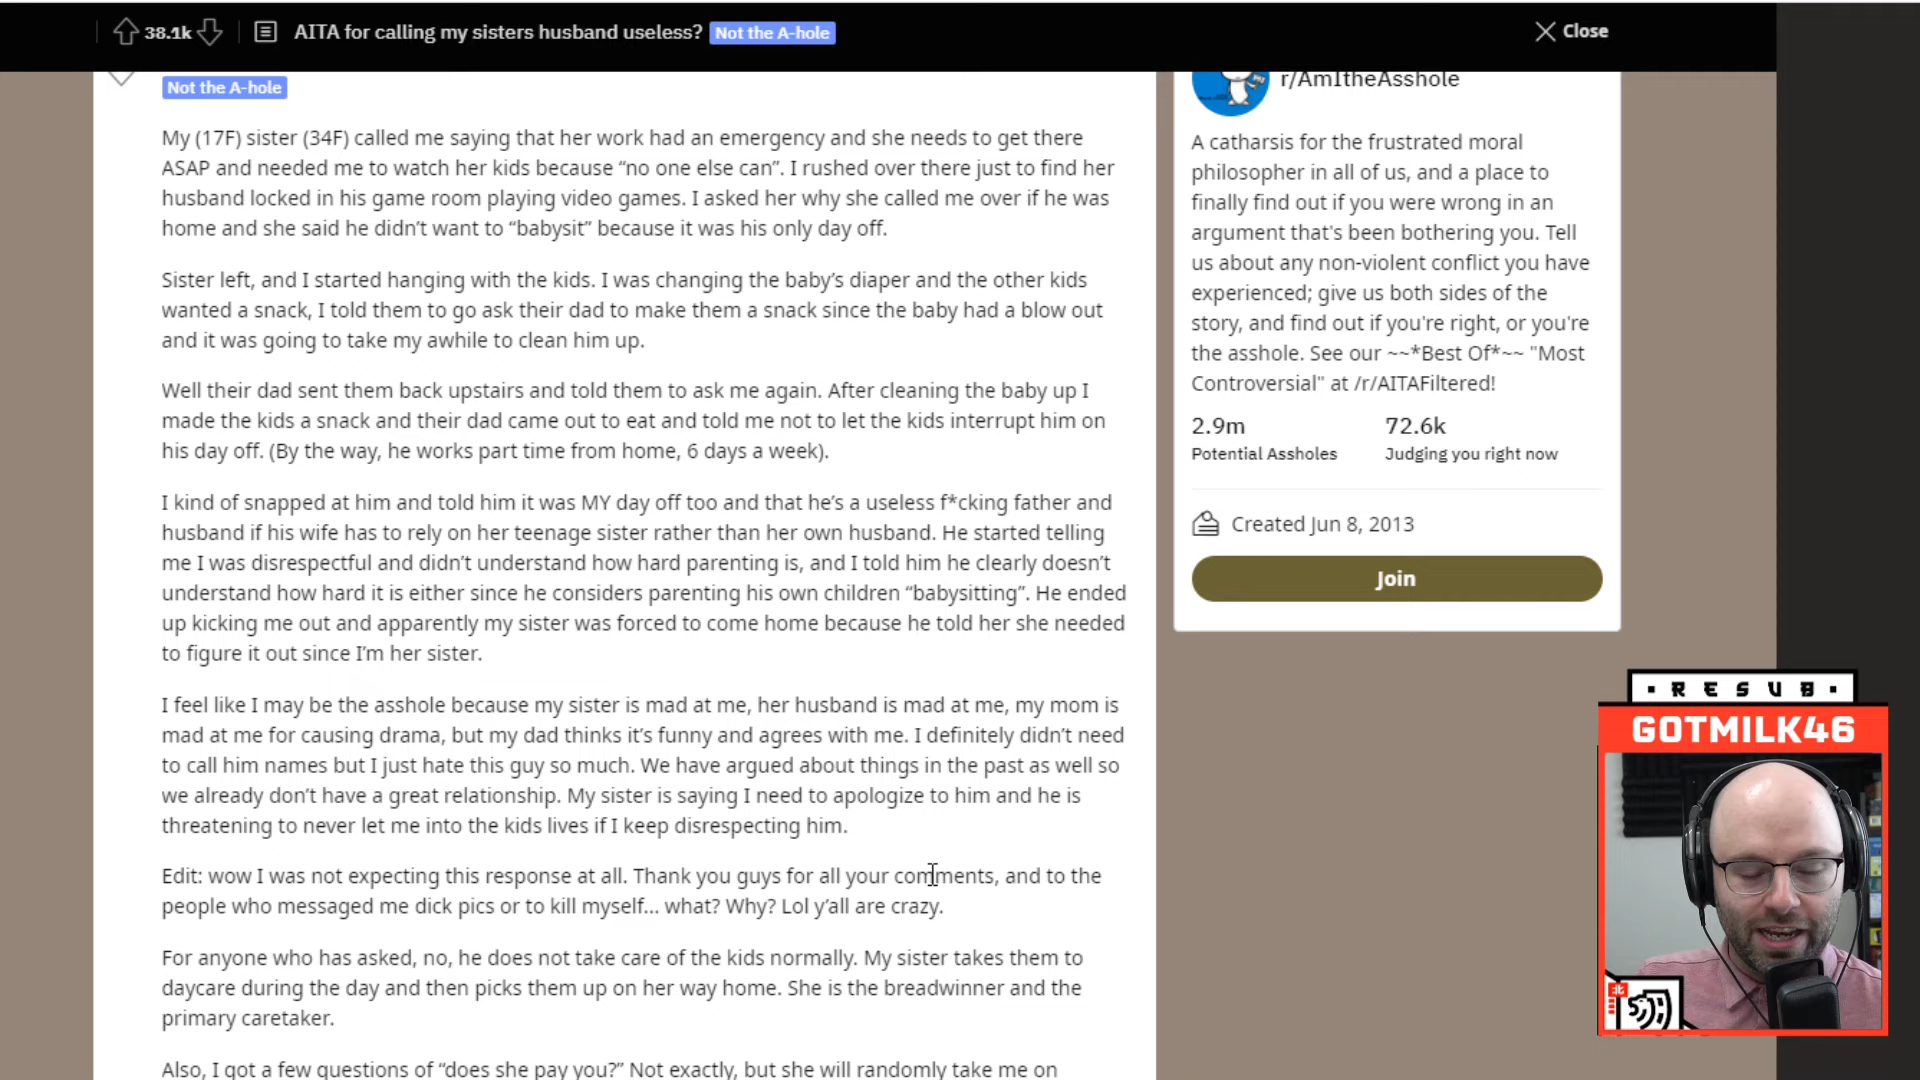 38.1k AITA for calling my sisters husband useless? Not the A-hole Close
Not the A-hole
My (17F) sister (34F) called me saying that her work had an emergency and she needs to get there
ASAP and needed me to watch her kids because “no one else can”. I rushed over there just to find her
husband locked in his game room playing video games. I asked her why she called me over if he was
home and she said he didn’t want to “babysit” because it was his only day off.
Sister left, and I started hanging with the kids. I was changing the baby’s diaper and the other kids
wanted a snack, I told them to go ask their dad to make them a snack since the baby had a blow out
and it was going to take my awhile to clean him up.
Well their dad sent them back upstairs and told them to ask me again. After cleaning the baby up I
made the kids a snack and their dad came out to eat and told me not to let the kids interrupt him on
his day off. (By the way, he works part time from home, 6 days a week).
I kind of snapped at him and told him it was MY day off too and that he’s a useless f*cking father and
husband if his wife has to rely on her teenage sister rather than her own husband. He started telling
me I was disrespectful and didn’t understand how hard parenting is, and I told him he clearly doesn’t
understand how hard it is either since he considers parenting his own children “babysitting”. He ended
up kicking me out and apparently my sister was forced to come home because he told her she needed
to figure it out since I’m her sister.
I feel like I may be the asshole because my sister is mad at me, her husband is mad at me, my mom is
mad at me for causing drama, but my dad thinks it’s funny and agrees with me. I definitely didn’t need
to call him names but I just hate this guy so much. We have argued about things in the past as well so
we already don’t have a great relationship. My sister is saying I need to apologize to him and he is
threatening to never let me into the kids lives if I keep disrespecting him.
Edit: wow I was not expecting this response at all. Thank you guys for all your comments, and to the
people who messaged me dick pics or to kill myself... what? Why? Lol y’all are crazy.
For anyone who has asked, no, he does not take care of the kids normally. My sister takes them to
daycare during the day and then picks them up on her way home. She is the breadwinner and the
primary caretaker.
Also, I got a few questions of “does she pay you?” Not exactly, but she will randomly take me on
r/AmItheAsshole
A catharsis for the frustrated moral
philosopher in all of us, and a place to
finally find out if you were wrong in an
argument that's been bothering you. Tell
us about any non-violent conflict you have
experienced; give us both sides of the
story, and find out if you're right, or you're
the asshole. See our ~~*Best Of*~~ "Most
Controversial" at /r/AITAFiltered!
2.9m 72.6k
Potential Assholes Judging you right now
Created Jun 8, 2013
Join
RESUB
GOTMILK46
北